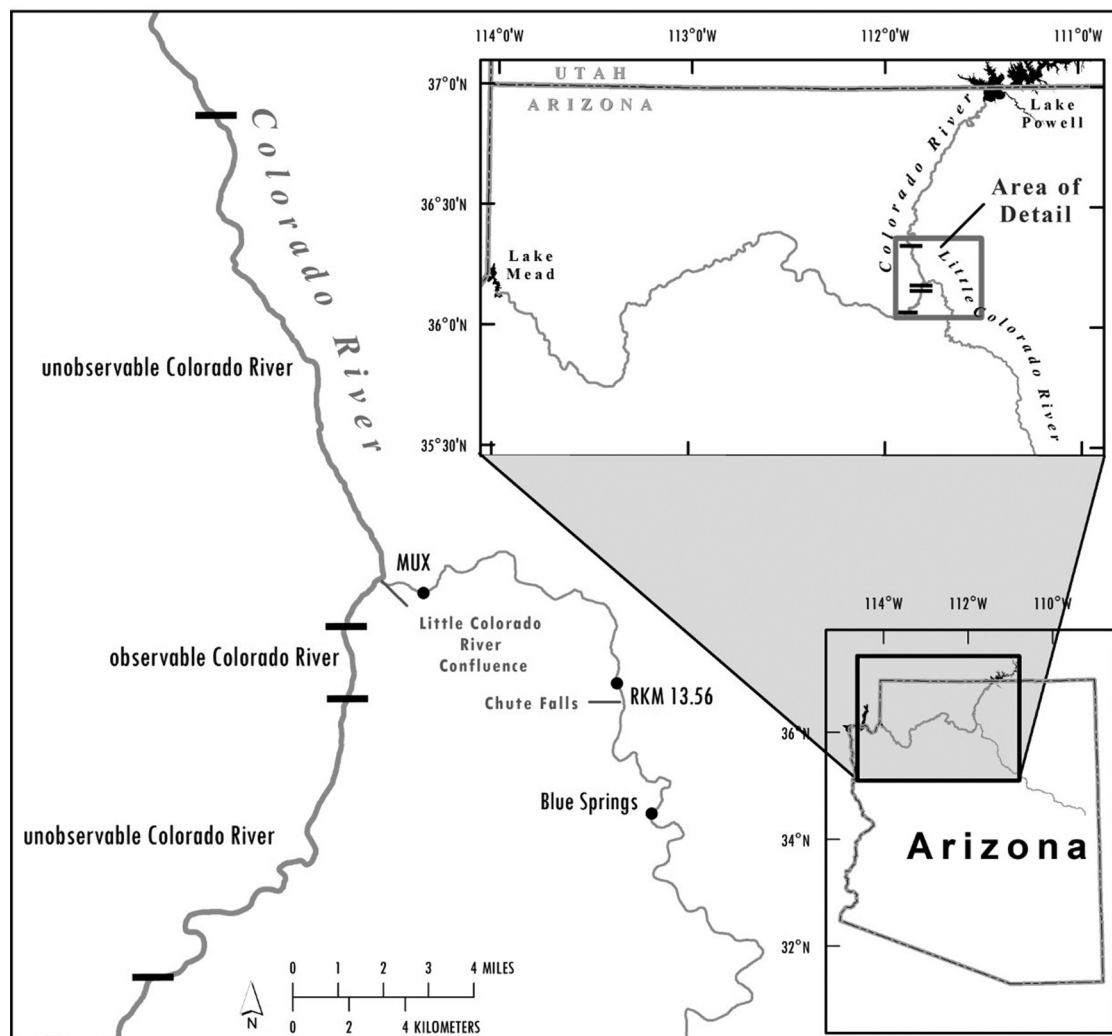 114°0'W 113°0'W 112°0'W 111°0'W
37°0'N
36°30'N
36°0'N
35°30'N
UTAH
ARIZONA
Lake
Powell
Colorado River
Area of
Detail
Lake
Mead
Little Colorado River
Colorado River
unobservable Colorado River
MUX
Little Colorado
River
Confluence
observable Colorado River
Chute Falls
RKM 13.56
Blue Springs
unobservable Colorado River
114°W 112°W 110°W
36°N
34°N
32°N
Arizona
0 1 2 3 4 MILES
N
0 2 4 KILOMETERS